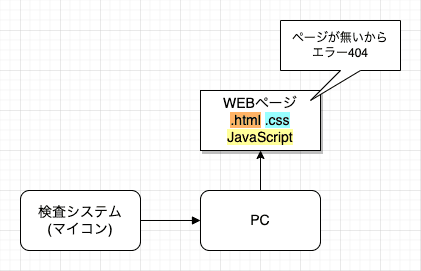 ページが無いから
エラー404
WEBページ
.html .css
JavaScript
検査システム
(マイコン)
PC